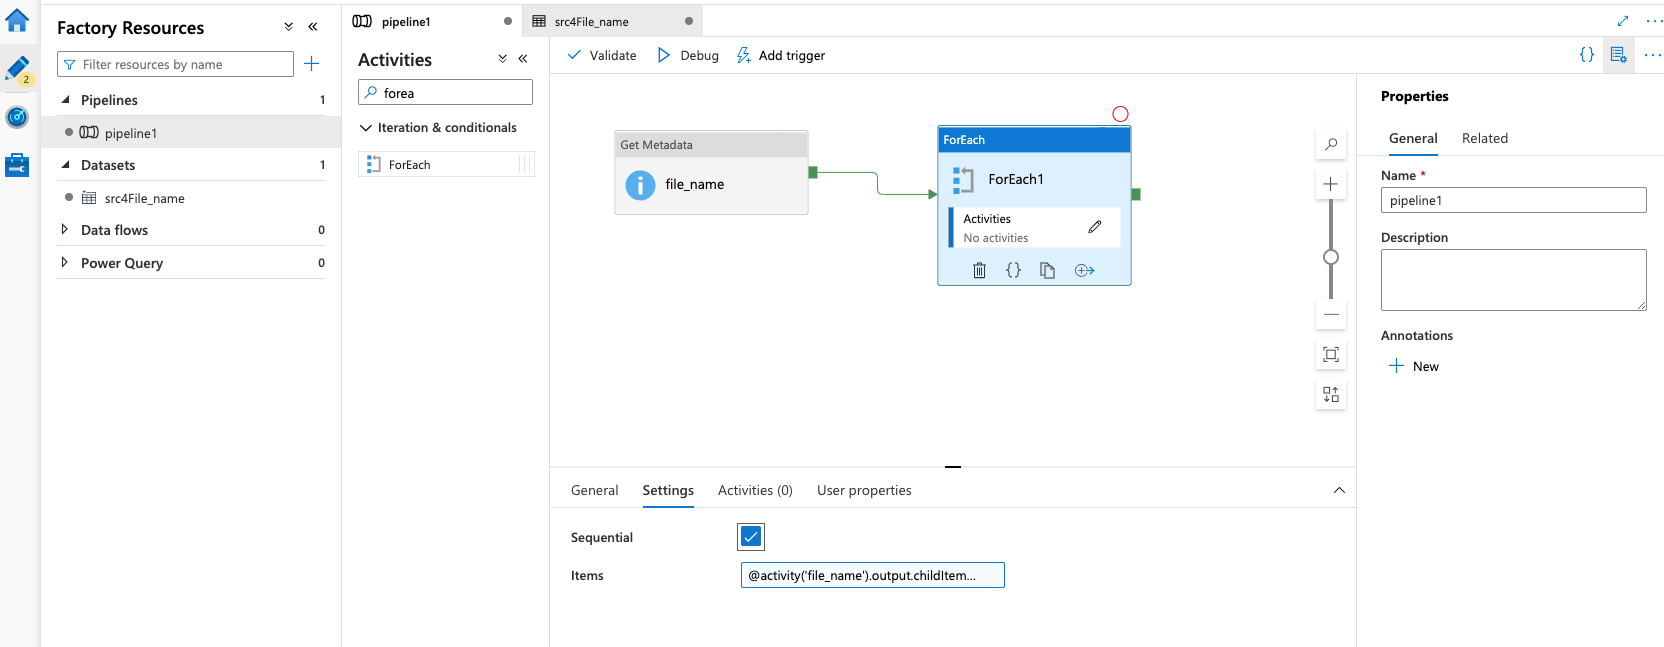 Factory Resources
Filter resources by name
2
Pipelines 1
pipeline1
Datasets 1
src4File_name
Data flows 0
Power Query 0
pipeline1
src4File_name
Activities
forea
Iteration & conditionals
ForEach
Validate Debug Add trigger
Get Metadata
file_name
ForEach
ForEach1
Activities
No activities
General Settings Activities (0) User properties
Sequential
Items @activity('file_name').output.childItem...
Properties
General Related
Name *
pipeline1
Description
Annotations
New